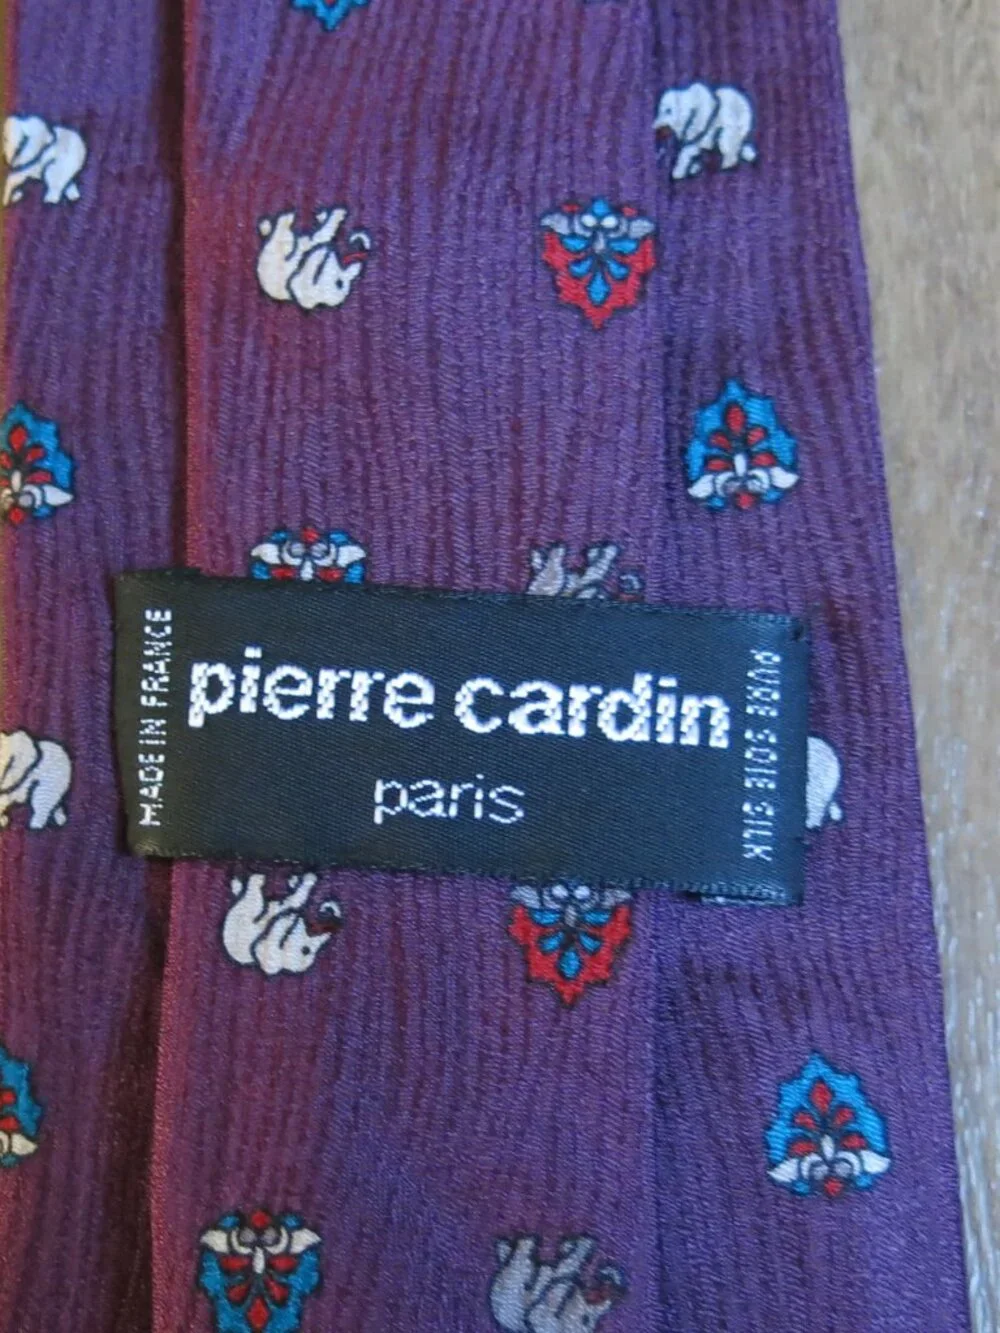 MADE IN FRANCE
pierre cardin
paris
PURE SOIE SILK